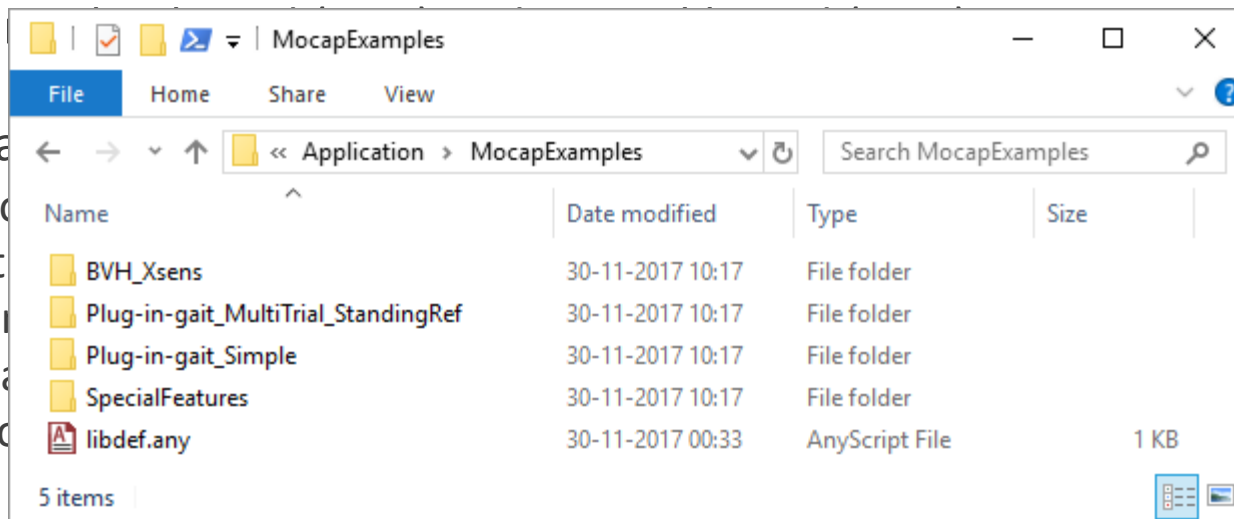 MocapExamples
File Home Share View
« Application > MocapExamples Search MocapExamples
Name Date modified Type Size
BVH_Xsens 30-11-2017 10:17 File folder
Plug-in-gait_MultiTrial_StandingRef 30-11-2017 10:17 File folder
Plug-in-gait_Simple 30-11-2017 10:17 File folder
SpecialFeatures 30-11-2017 10:17 File folder
libdef.any 30-11-2017 00:33 AnyScript File 1 KB
5 items